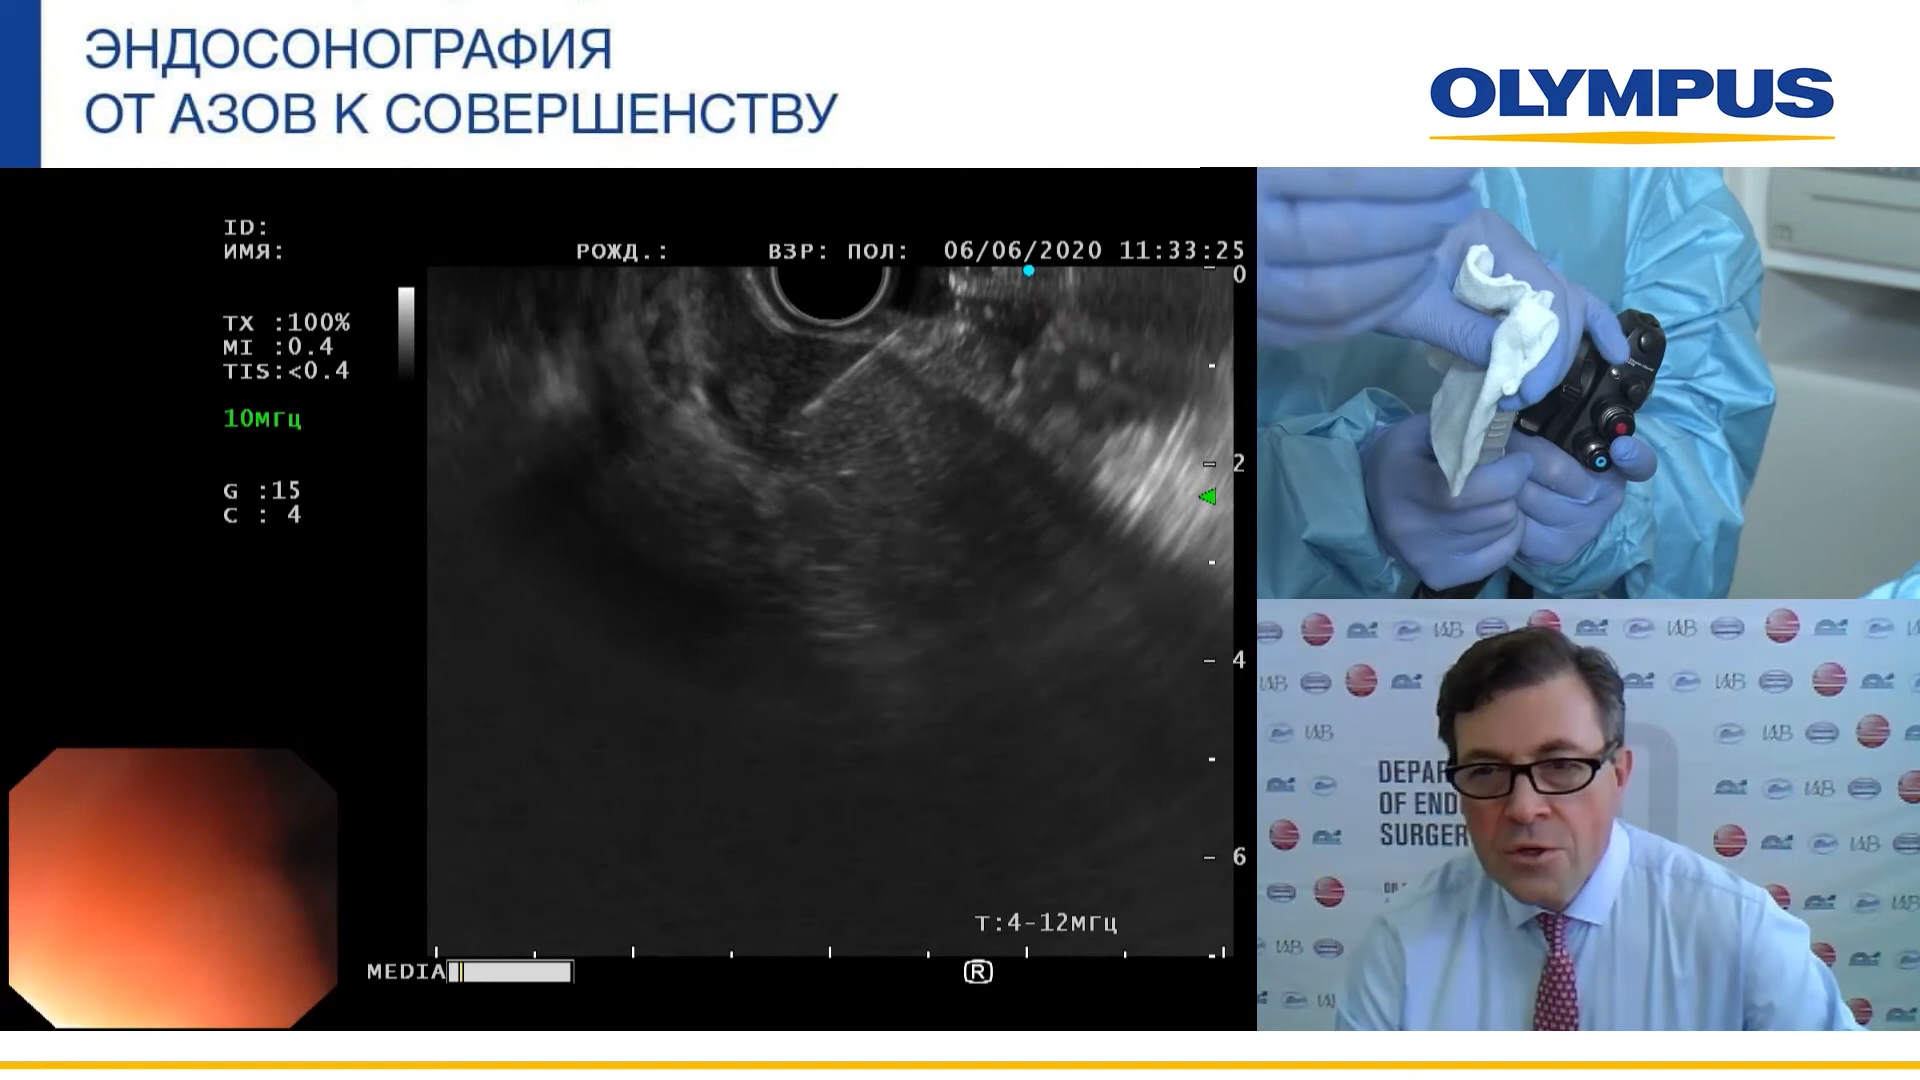 ЭНДОСОНОГРАФИЯ
ОТ АЗОВ К СОВЕРШЕНСТВУ
OLYMPUS
ID:
ИМЯ: РОЖД.: ВЗР: ПОЛ: 06/06/2020 11:33:25
0
TX :100%
MI :0.4
TIS:<0.4
10мгц
2
G :15
C : 4
4
6
T:4-12мгц
MEDIA
R
DEPAR
OF END
SURGER